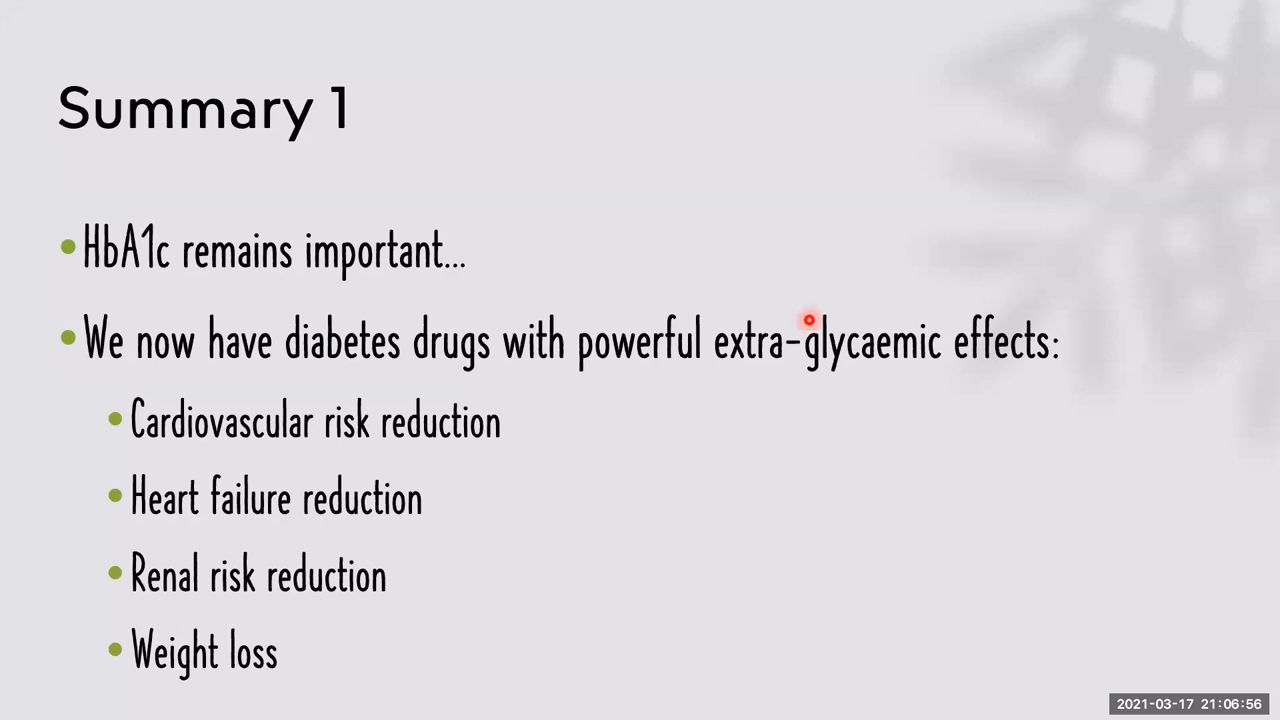 Summary 1
• HbA1c remains important...
• We now have diabetes drugs with powerful extra-glycaemic effects:
• Cardiovascular risk reduction
• Heart failure reduction
• Renal risk reduction
• Weight loss
2021-03-17 21:06:56